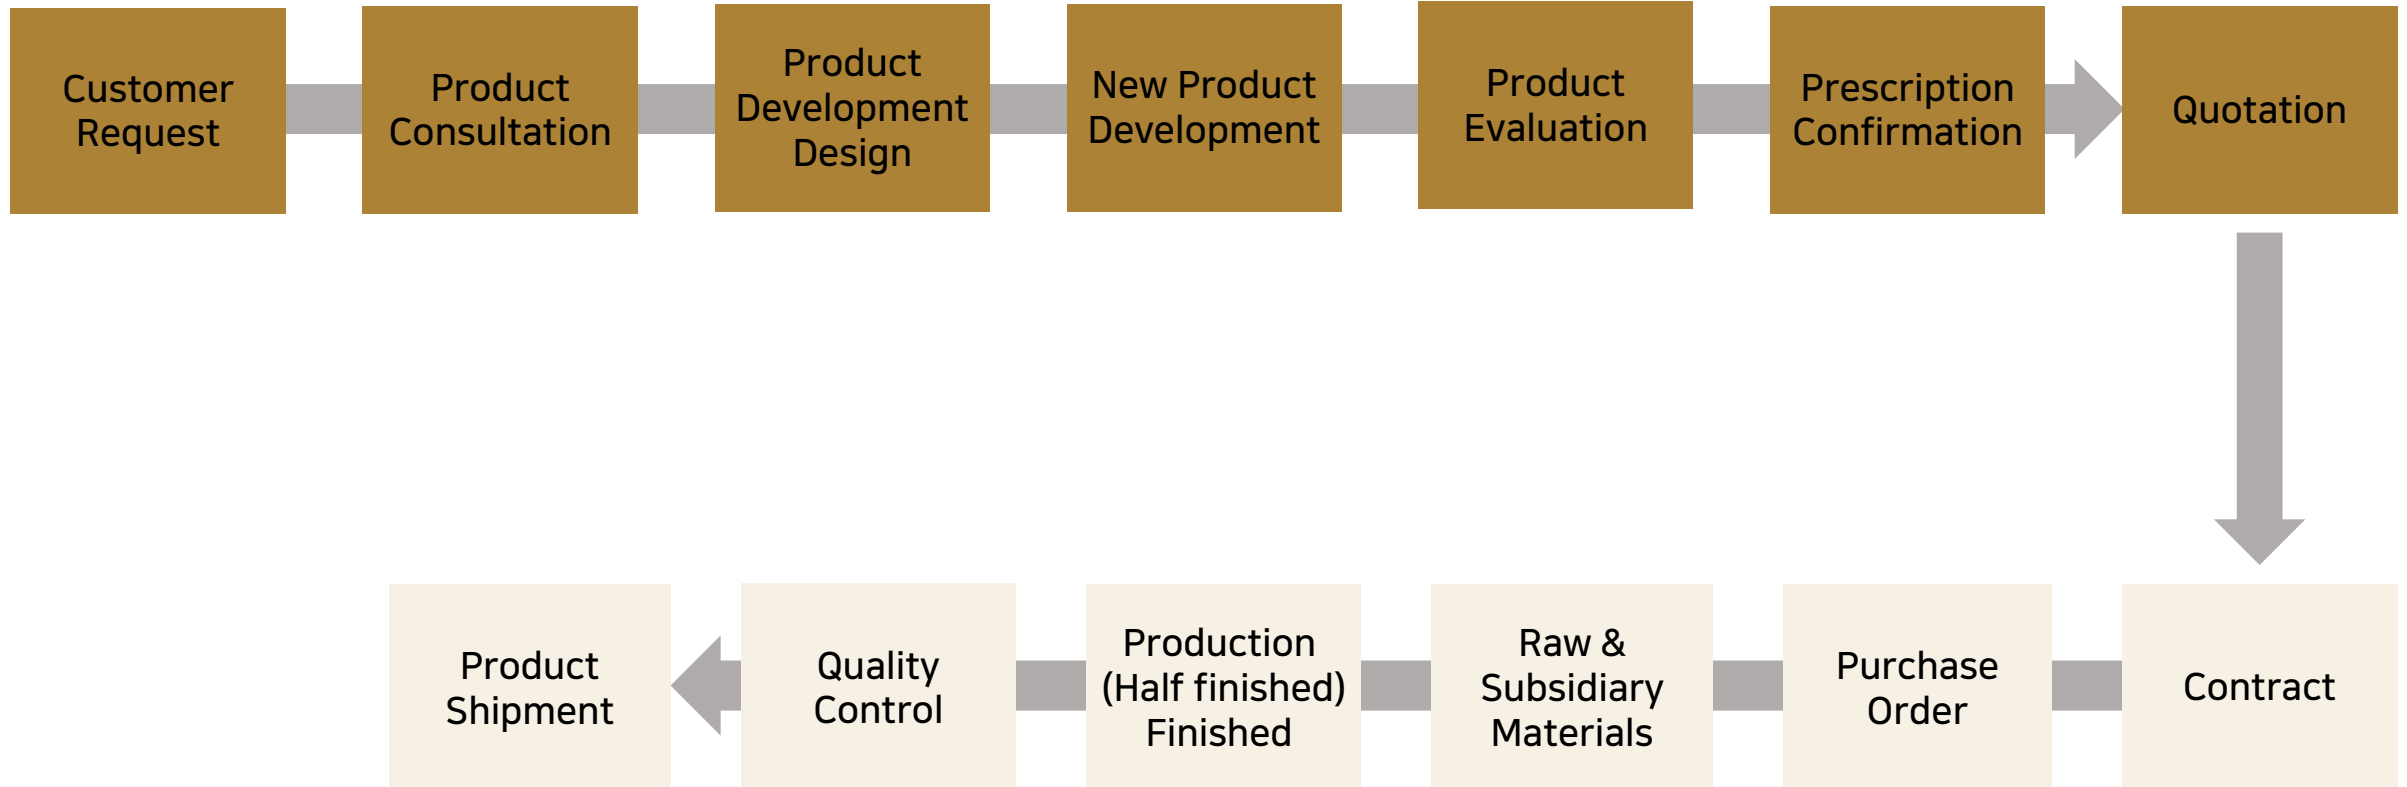 Customer
Request
Product
Consultation
Product
Development
Design
New Product
Development
Product
Evaluation
Prescription
Confirmation
Quotation
Product
Shipment
Quality
Control
Production
(Half finished)
Finished
Raw &
Subsidiary
Materials
Purchase
Order
Contract